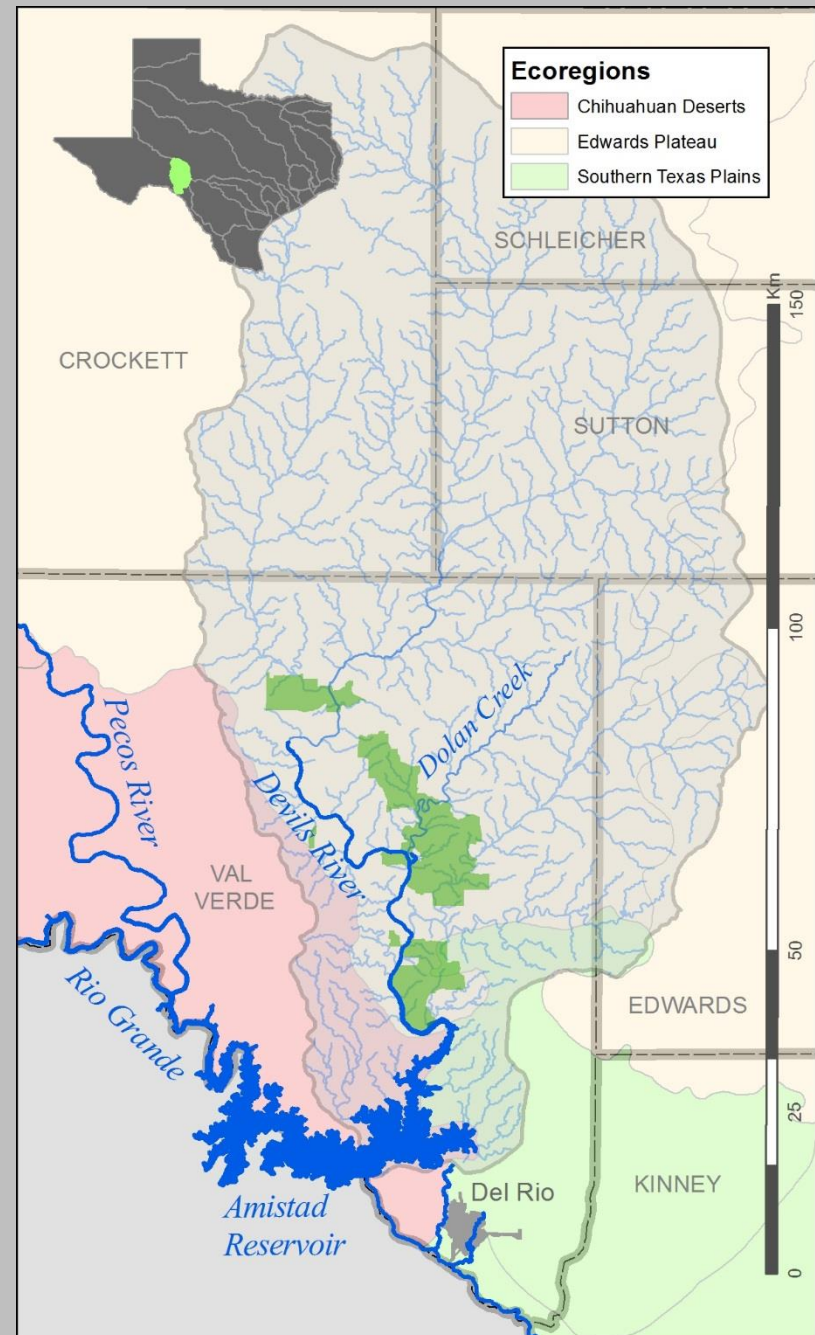 Ecoregions
Chihuahuan Deserts
Edwards Plateau
Southern Texas Plains
SCHLEICHER
Km
150
CROCKETT
SUTTON
100
Dolan Creek
Pecos River
Devils River
VAL
VERDE
50
Rio Grande
EDWARDS
25
Del Rio
KINNEY
Amistad
Reservoir
0